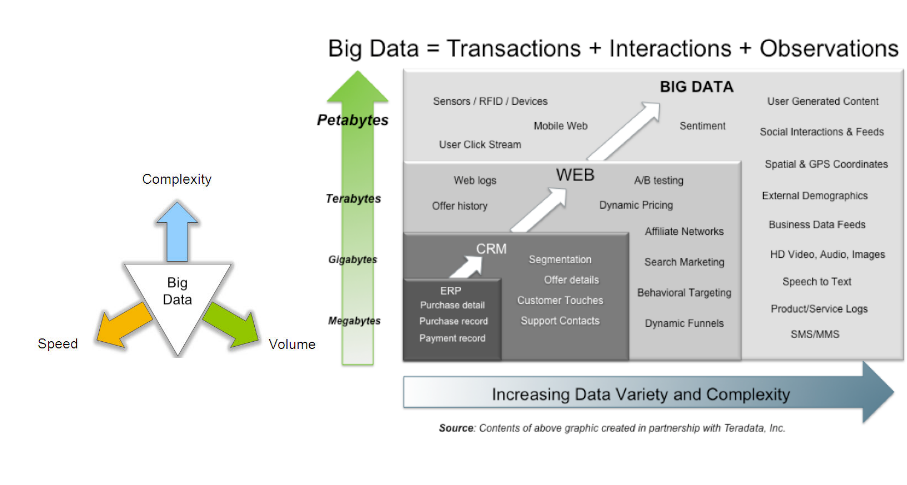 Big Data = Transactions + Interactions + Observations
Complexity
Big
Data
Speed
Volume
Petabytes
Terabytes
Gigabytes
Megabytes
BIG DATA
Sensors / RFID / Devices
Mobile Web
User Click Stream
Sentiment
User Generated Content
Social Interactions & Feeds
Spatial & GPS Coordinates
External Demographics
Business Data Feeds
HD Video, Audio, Images
Speech to Text
Product/Service Logs
SMS/MMS
WEB
Web logs
Offer history
A/B testing
Dynamic Pricing
Affiliate Networks
Search Marketing
Behavioral Targeting
Dynamic Funnels
CRM
Segmentation
Offer details
Customer Touches
Support Contacts
ERP
Purchase detail
Purchase record
Payment record
Increasing Data Variety and Complexity
Source: Contents of above graphic created in partnership with Teradata, Inc.